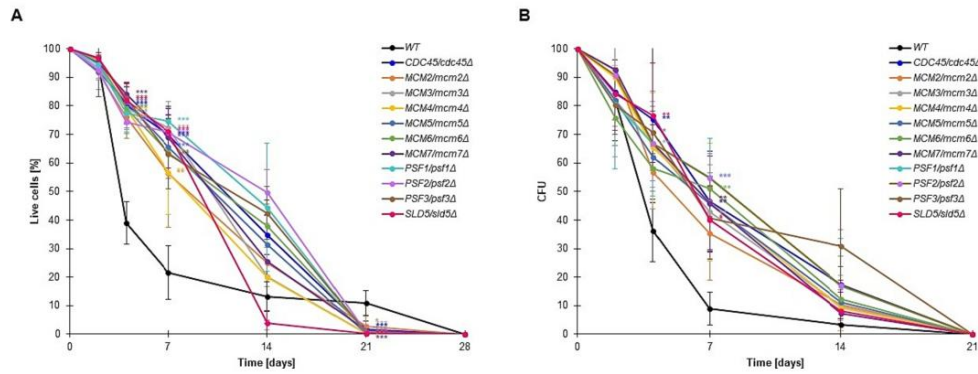 A
B
WT
CDC45/cdc45Δ
MCM2/mcm2Δ
MCM3/mcm3Δ
MCM4/mcm4Δ
MCM5/mcm5Δ
MCM6/mcm6Δ
MCM7/mcm7Δ
PSF1/psf1Δ
PSF2/psf2Δ
PSF3/psf3Δ
SLD5/sld5Δ
100
90
80
70
60
50
40
30
20
10
0
Live cells [%]
0 7 14 21 28
Time [days]
WT
CDC45/cdc45Δ
MCM2/mcm2Δ
MCM3/mcm3Δ
MCM4/mcm4Δ
MCM5/mcm5Δ
MCM6/mcm6Δ
MCM7/mcm7Δ
PSF1/psf1Δ
PSF2/psf2Δ
PSF3/psf3Δ
SLD5/sld5Δ
100
90
80
70
60
50
40
30
20
10
0
CFU
0 7 14 21
Time [days]